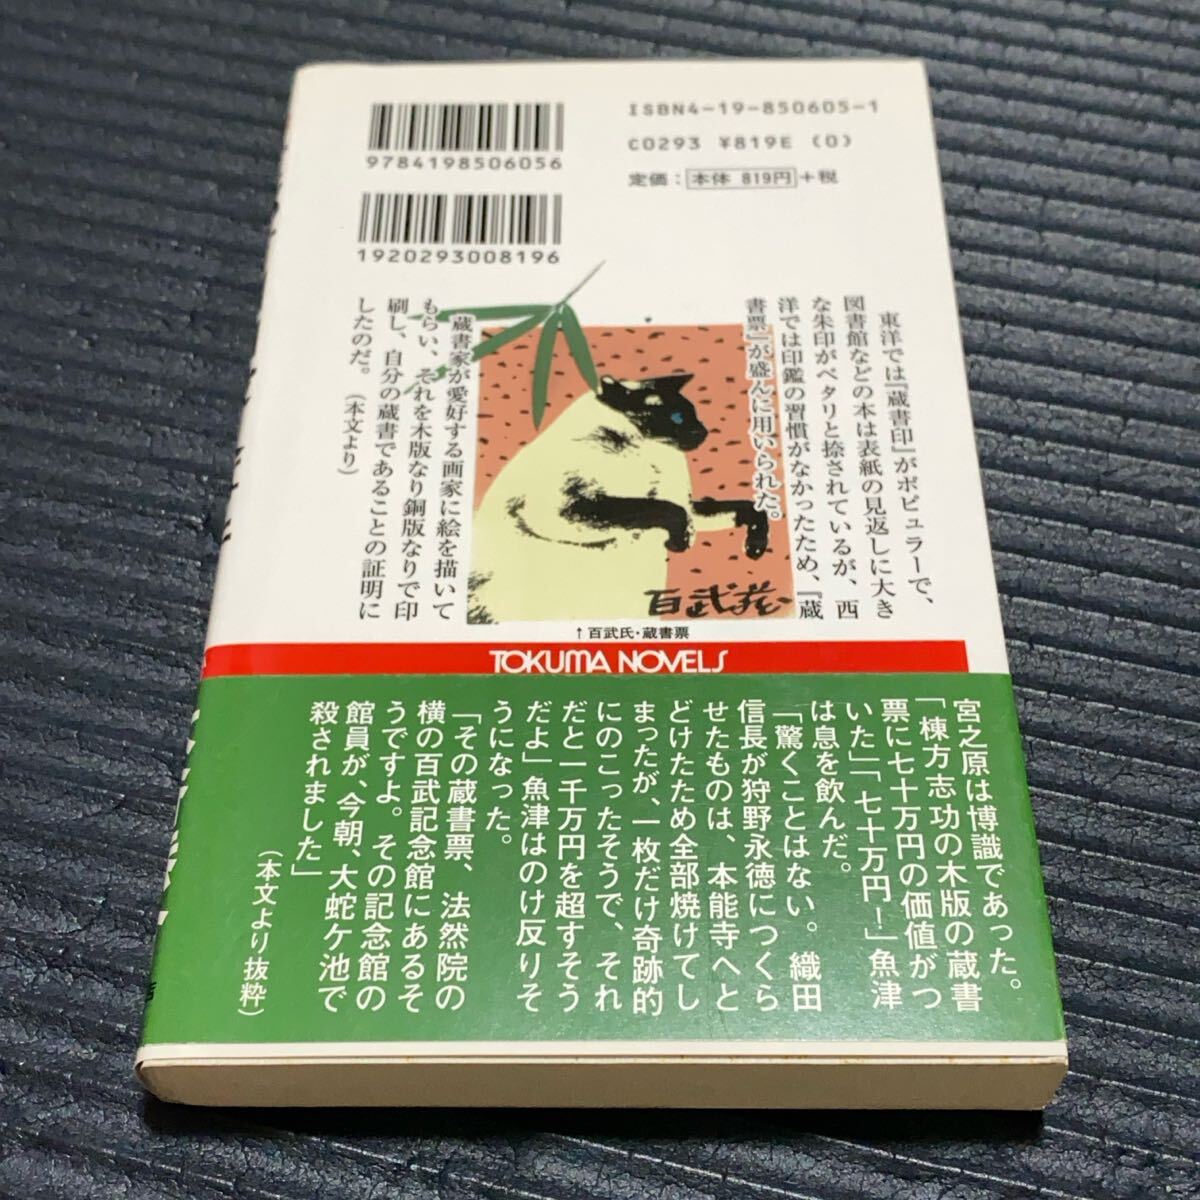 9784198506056
1920293008196
ISBN4-19-850605-1
C0293 ¥819E (0)
定価：本体 819円+税
東洋では『蔵書印』がポピュラーで、
図書館などの本は表紙の見返しに大き
な朱印がペタリと捺されているが、西
洋では印鑑の習慣がなかったため、『蔵
書票』が盛んに用いられた。
蔵書家が愛好する画家に絵を描いて
もらい、それを木版なり銅版なりで印
刷し、自分の蔵書であることの証明に
したのだ。
（本文より）
百武蔵
↑百武氏・蔵書票
TOKUMA NOVELS
宮之原は博識であった。
「棟方志功の木版の蔵書
票に七十万円の価値がつ
いた」「七十万円！」魚津
は息を飲んだ。
「驚くことはない。織田
信長が狩野永徳につくら
せたものは、本能寺へと
どけたため全部焼けてし
まったが、一枚だけ奇跡的
にのこったそうで、それ
だと一千万円を超すそう
だよ」魚津はのけ反りそ
うになった。
「その蔵書票、法然院の
横の百武記念館にあるそ
うですよ。その記念館の
館員が、今朝、大蛇ケ池で
殺されました」
（本文より抜粋）